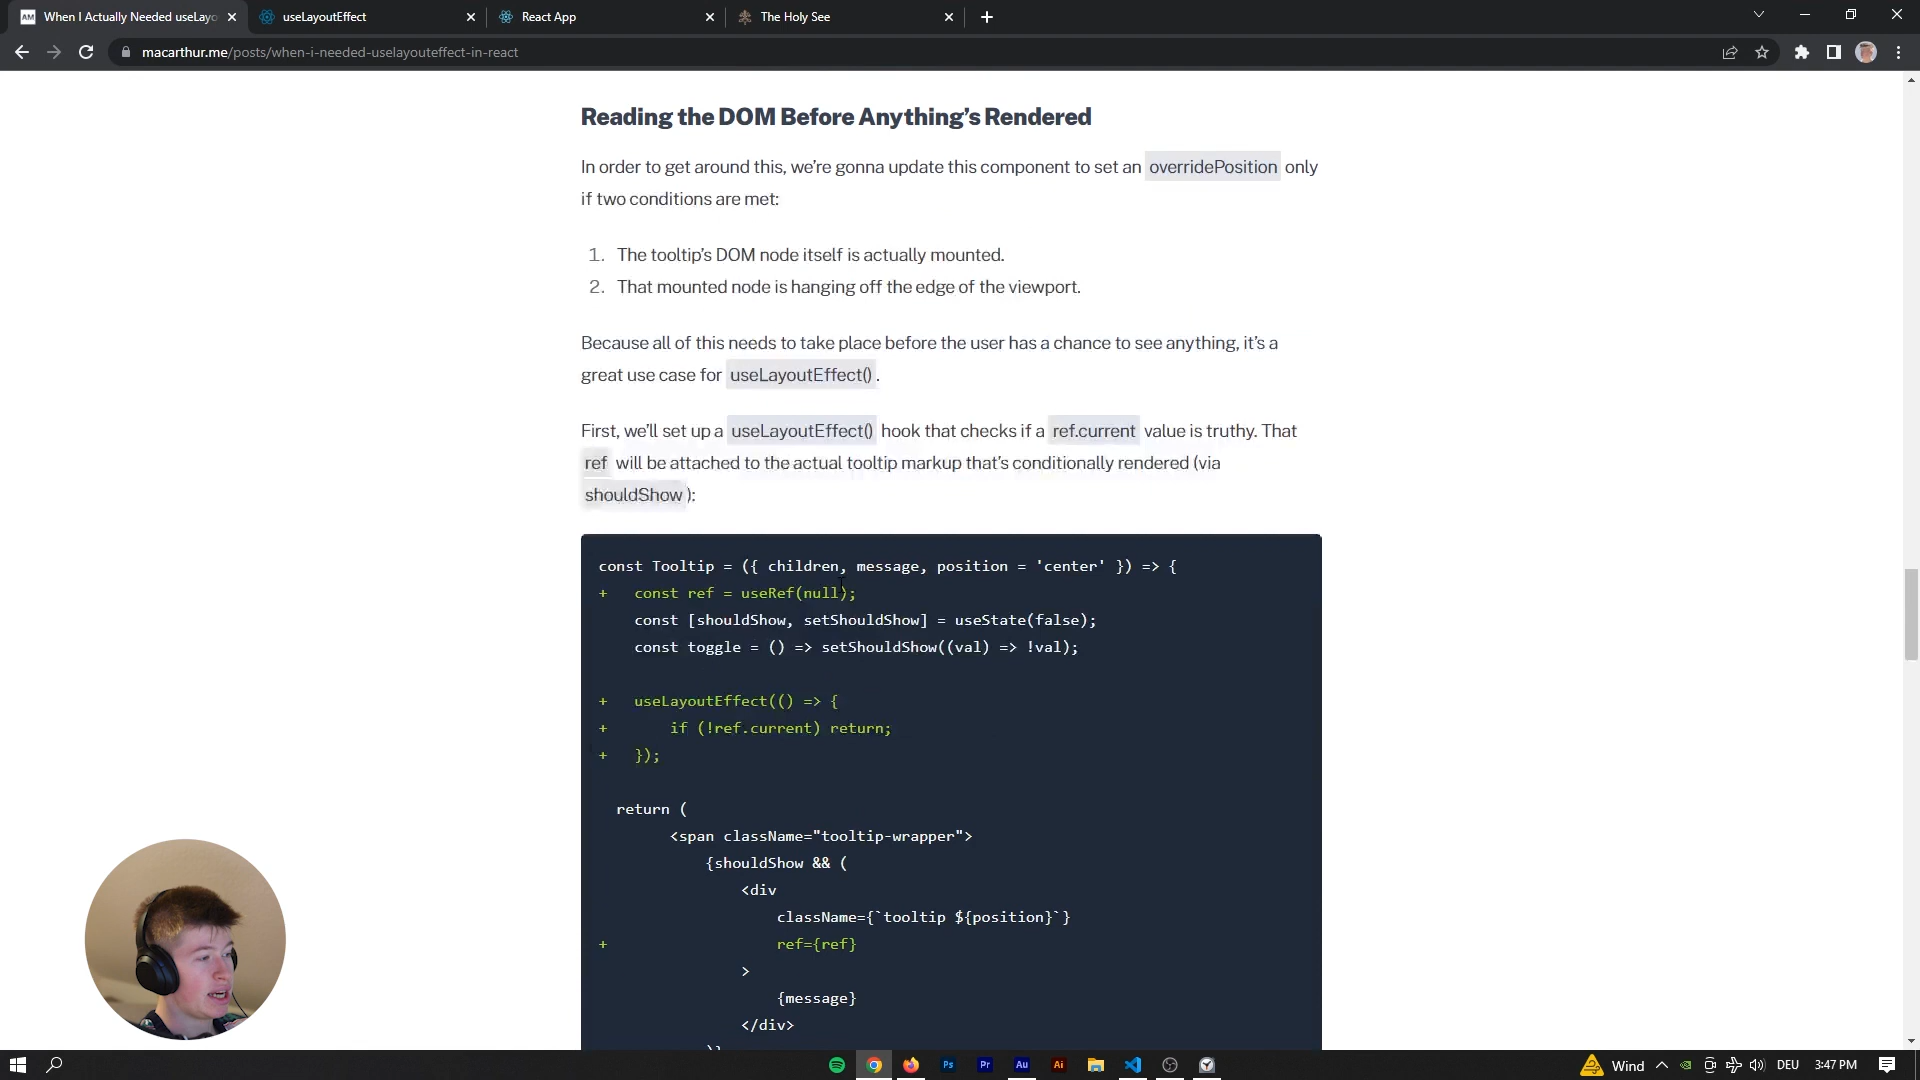 When I Actually Needed useLayo
useLayoutEffect
React App
The Holy See
macarthur.me/posts/when-i-needed-uselayouteffect-in-react
Reading the DOM Before Anything’s Rendered
In order to get around this, we’re gonna update this component to set an overridePosition only
if two conditions are met:
1. The tooltip’s DOM node itself is actually mounted.
2. That mounted node is hanging off the edge of the viewport.
Because all of this needs to take place before the user has a chance to see anything, it’s a
great use case for useLayoutEffect() .
First, we’ll set up a useLayoutEffect() hook that checks if a ref.current value is truthy. That
ref will be attached to the actual tooltip markup that’s conditionally rendered (via
shouldShow ):
const Tooltip = ({ children, message, position = 'center' }) => {
+ const ref = useRef(null);
const [shouldShow, setShouldShow] = useState(false);
const toggle = () => setShouldShow((val) => !val);
+ useLayoutEffect(() => {
+ if (!ref.current) return;
+ });
return (
<span className="tooltip-wrapper">
{shouldShow && (
<div
className={`tooltip ${position}`}
+ ref={ref}
>
{message}
</div>
)}
Ps Pr Au Ai Wind DEU 3:47 PM